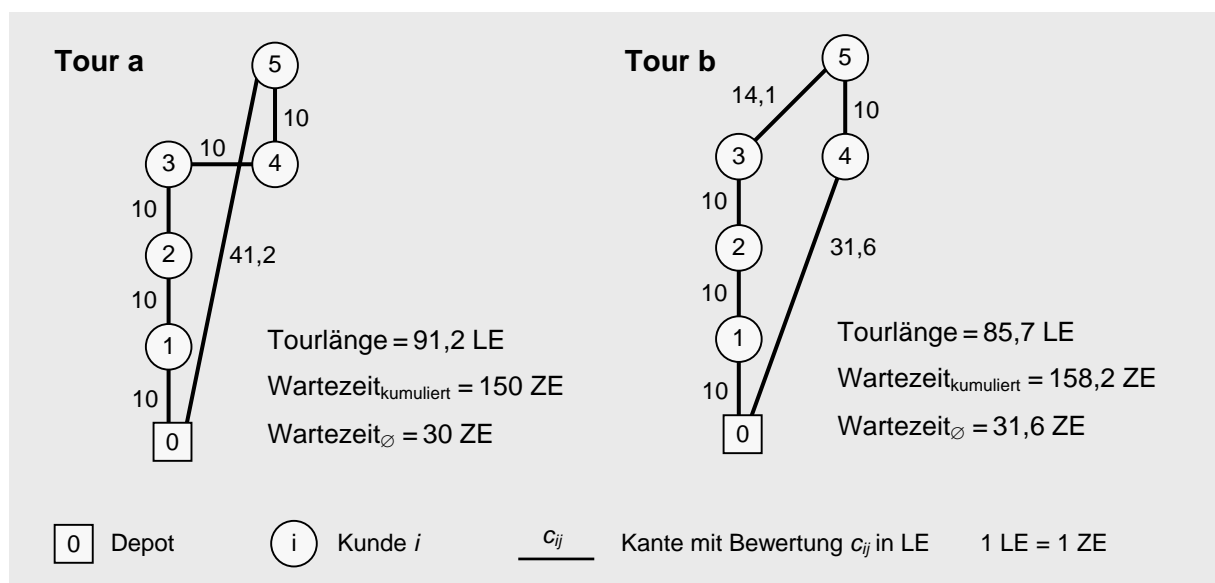 Tour a
5
10
10
3
4
10
2
41,2
10
1
10
0
Tourlänge = 91,2 LE
Wartezeitkumuliert = 150 ZE
Wartezeit∅ = 30 ZE
Tour b
5
14,1
10
3
4
10
2
31,6
10
1
10
0
Tourlänge = 85,7 LE
Wartezeitkumuliert = 158,2 ZE
Wartezeit∅ = 31,6 ZE
0 Depot
i Kunde i
cij Kante mit Bewertung cij in LE
1 LE = 1 ZE